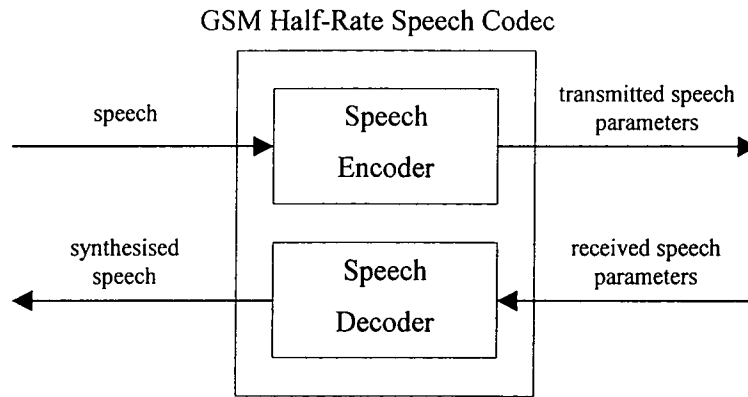 GSM Half-Rate Speech Codec
speech
Speech
Encoder
transmitted speech
parameters
synthesised
speech
Speech
Decoder
received speech
parameters